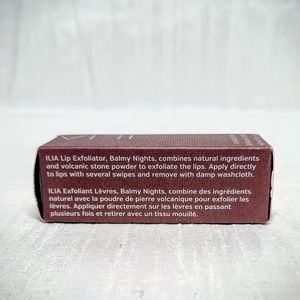 ILIA Lip Exfoliator, Balmy Nights, combines natural ingredients
and volcanic stone powder to exfoliate the lips. Apply directly
to lips with several swipes and remove with damp washcloth.
ILIA Exfoliant Lèvres, Balmy Nights, combine des ingrédients
naturel avec la poudre de pierre volcanique pour exfolier les
lèvres. Appliquer directement sur les lèvres en passant
plusieurs fois et retirer avec un tissu mouillé.